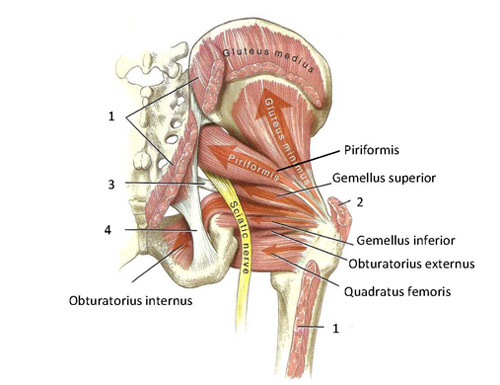 Gluteus medius
1
Gluteus minimus
Piriformis
Piriformis
Gemellus superior
3
2
Sciatic nerve
4
Gemellus inferior
Obturatorius externus
Obturatorius internus
Quadratus femoris
1